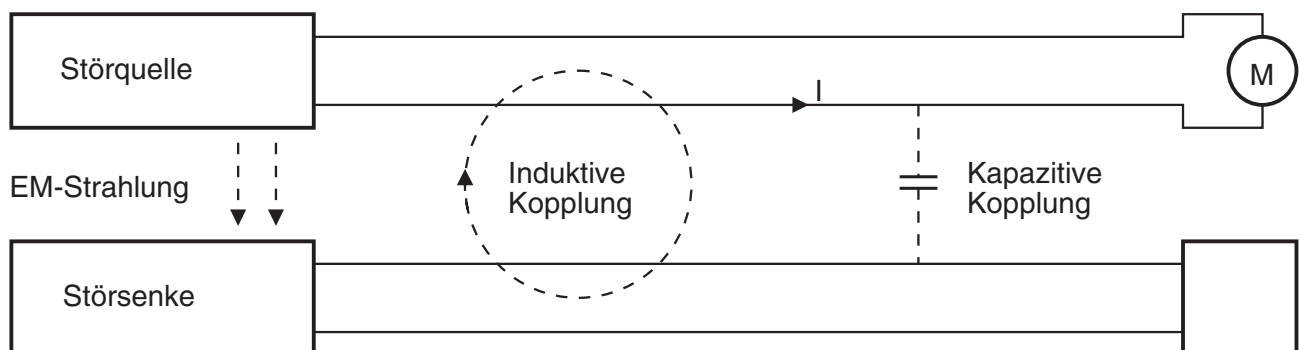 Störquelle
M
I
EM-Strahlung
Induktive
Kopplung
Kapazitive
Kopplung
Störsenke